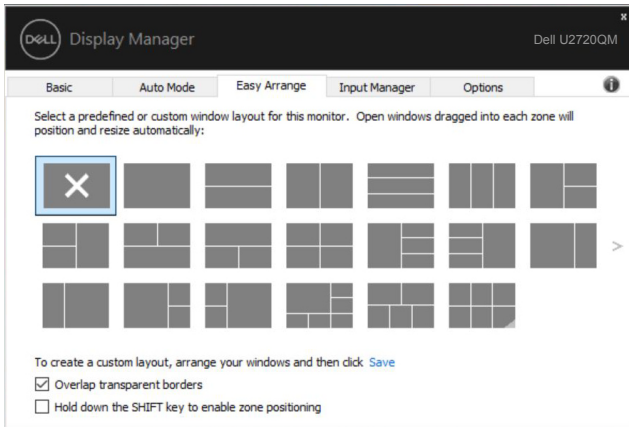 x
DELL Display Manager Dell U2720QM
Basic Auto Mode Easy Arrange Input Manager Options
Select a predefined or custom window layout for this monitor. Open windows dragged into each zone will
position and resize automatically:
To create a custom layout, arrange your windows and then click Save
Overlap transparent borders
Hold down the SHIFT key to enable zone positioning